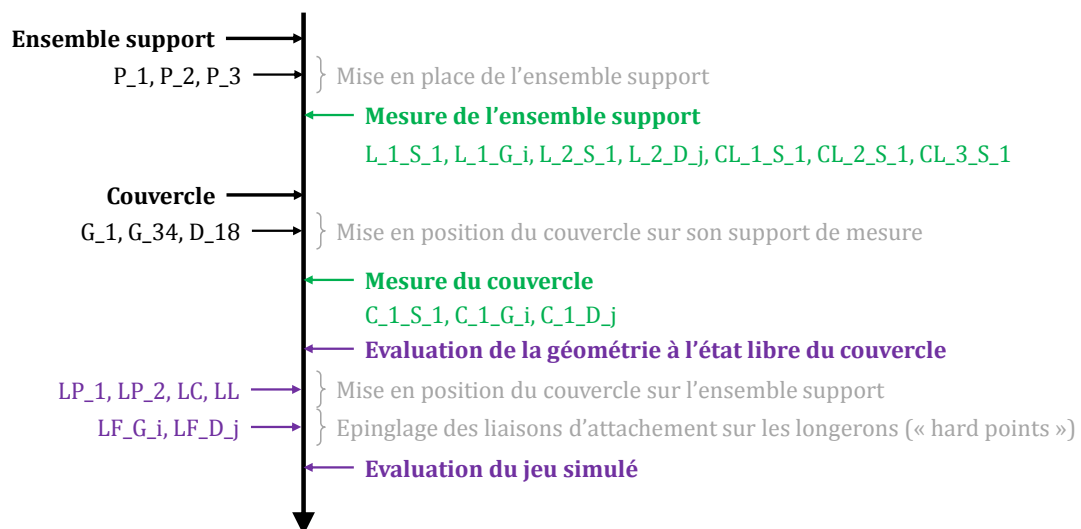 Ensemble support
P_1, P_2, P_3
Mise en place de l’ensemble support
Mesure de l’ensemble support
L_1_S_1, L_1_G_i, L_2_S_1, L_2_D_j, CL_1_S_1, CL_2_S_1, CL_3_S_1
Couvercle
G_1, G_34, D_18
Mise en position du couvercle sur son support de mesure
Mesure du couvercle
C_1_S_1, C_1_G_i, C_1_D_j
Evaluation de la géométrie à l’état libre du couvercle
LP_1, LP_2, LC, LL
Mise en position du couvercle sur l’ensemble support
LF_G_i, LF_D_j
Epinglage des liaisons d’attachement sur les longerons (« hard points »)
Evaluation du jeu simulé